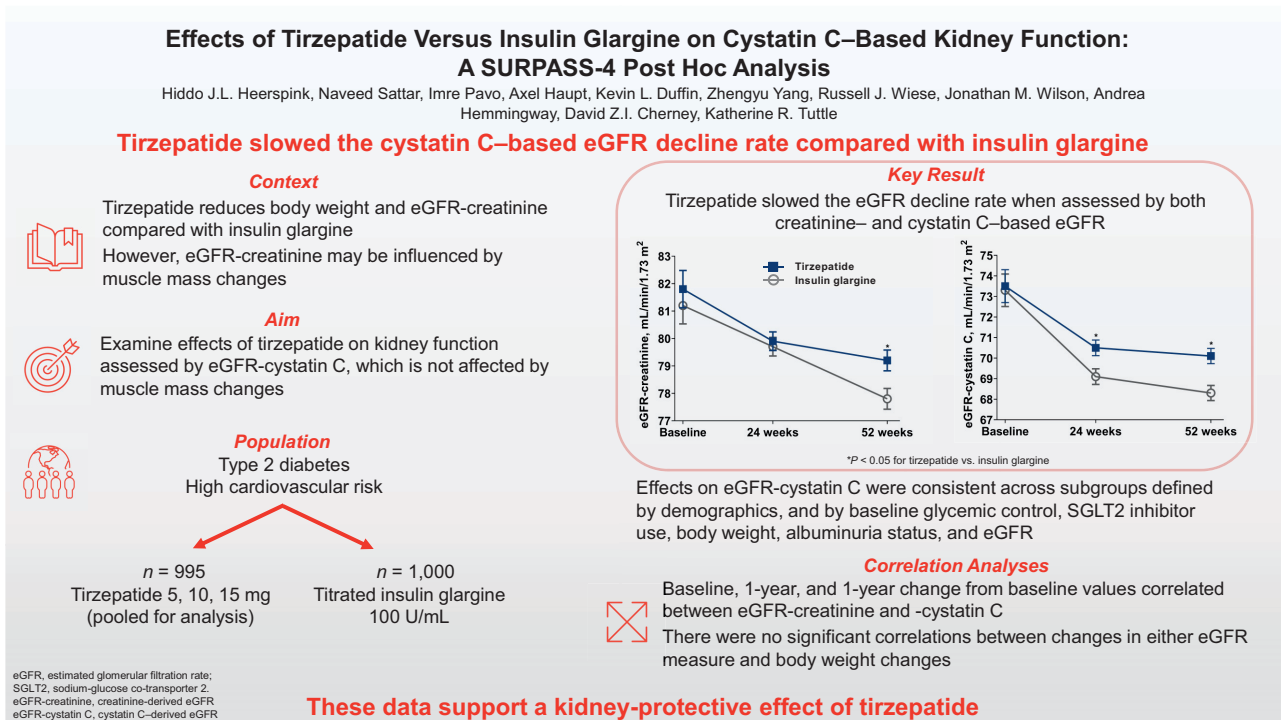 Effects of Tirzepatide Versus Insulin Glargine on Cystatin C–Based Kidney Function:
A SURPASS-4 Post Hoc Analysis
Hiddo J.L. Heerspink, Naveed Sattar, Imre Pavo, Axel Haupt, Kevin L. Duffin, Zhengyu Yang, Russell J. Wiese, Jonathan M. Wilson, Andrea
Hemmingway, David Z.I. Cherney, Katherine R. Tuttle
Tirzepatide slowed the cystatin C–based eGFR decline rate compared with insulin glargine
Context
Tirzepatide reduces body weight and eGFR-creatinine
compared with insulin glargine
However, eGFR-creatinine may be influenced by
muscle mass changes
Aim
Examine effects of tirzepatide on kidney function
assessed by eGFR-cystatin C, which is not affected by
muscle mass changes
Population
Type 2 diabetes
High cardiovascular risk
n = 995
Tirzepatide 5, 10, 15 mg
(pooled for analysis)
n = 1,000
Titrated insulin glargine
100 U/mL
eGFR, estimated glomerular filtration rate;
SGLT2, sodium-glucose co-transporter 2.
eGFR-creatinine, creatinine-derived eGFR
eGFR-cystatin C, cystatin C–derived eGFR
Key Result
Tirzepatide slowed the eGFR decline rate when assessed by both
creatinine– and cystatin C–based eGFR
eGFR-creatinine, mL/min/1.73 m²
83
82
81
80
79
78
77
Tirzepatide
Insulin glargine
*
Baseline
24 weeks
52 weeks
eGFR-cystatin C, mL/min/1.73 m²
75
74
73
72
71
70
69
68
67
*
*
Baseline
24 weeks
52 weeks
*P < 0.05 for tirzepatide vs. insulin glargine
Effects on eGFR-cystatin C were consistent across subgroups defined
by demographics, and by baseline glycemic control, SGLT2 inhibitor
use, body weight, albuminuria status, and eGFR
Correlation Analyses
Baseline, 1-year, and 1-year change from baseline values correlated
between eGFR-creatinine and -cystatin C
There were no significant correlations between changes in either eGFR
measure and body weight changes
These data support a kidney-protective effect of tirzepatide